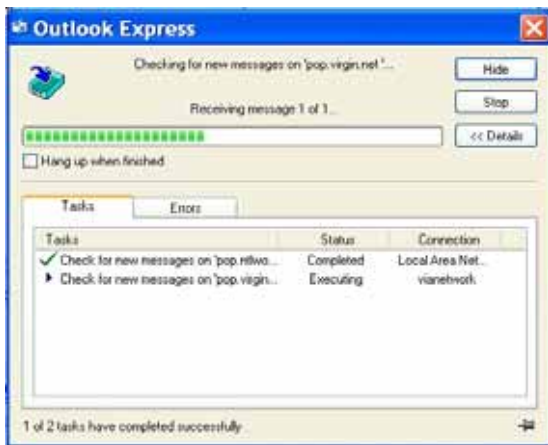 Outlook Express
Checking for new messages on 'pop.virgin.net '...
Hide
Receiving message 1 of 1...
Stop
<< Details
Hang up when finished
Tasks Errors
Tasks Status Connection
Check for new messages on 'pop.ntlwo... Completed Local Area Net...
Check for new messages on 'pop.virgin... Executing vianetwork
1 of 2 tasks have completed successfully